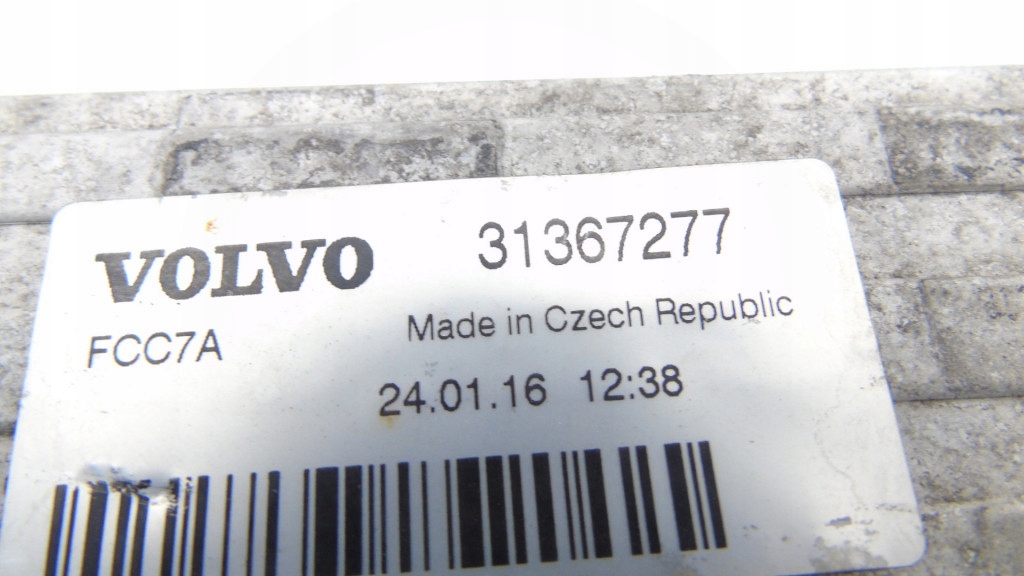 VOLVO 31367277
FCC7A Made in Czech Republic
24.01.16 12:38